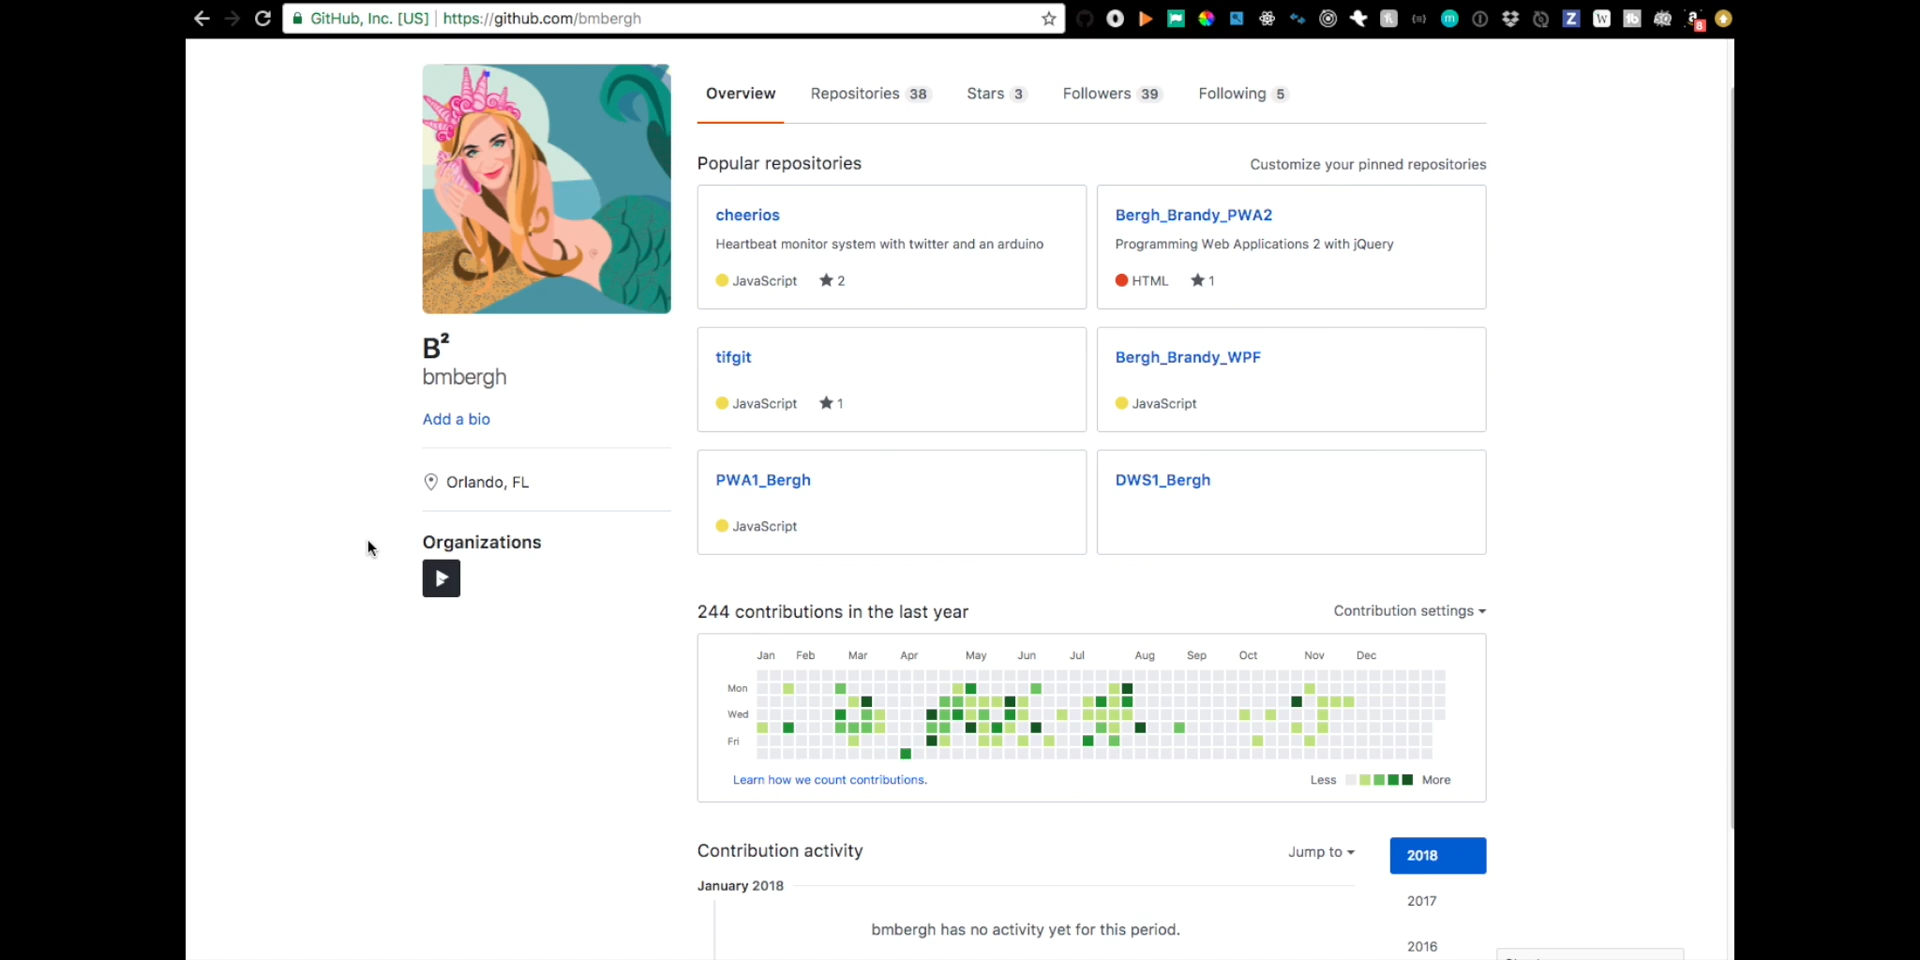 GitHub, Inc. [US] | https://github.com/bmbergh
8
Overview Repositories 38 Stars 3 Followers 39 Following 5
Popular repositories Customize your pinned repositories
cheerios
Heartbeat monitor system with twitter and an arduino
JavaScript 2
Bergh_Brandy_PWA2
Programming Web Applications 2 with jQuery
HTML 1
B²
bmbergh
Add a bio
Orlando, FL
Organizations
tifgit
JavaScript 1
Bergh_Brandy_WPF
JavaScript
PWA1_Bergh
JavaScript
DWS1_Bergh
244 contributions in the last year Contribution settings
Jan Feb Mar Apr May Jun Jul Aug Sep Oct Nov Dec
Mon
Wed
Fri
Learn how we count contributions. Less More
Contribution activity Jump to
2018
January 2018
2017
bmbergh has no activity yet for this period.
2016